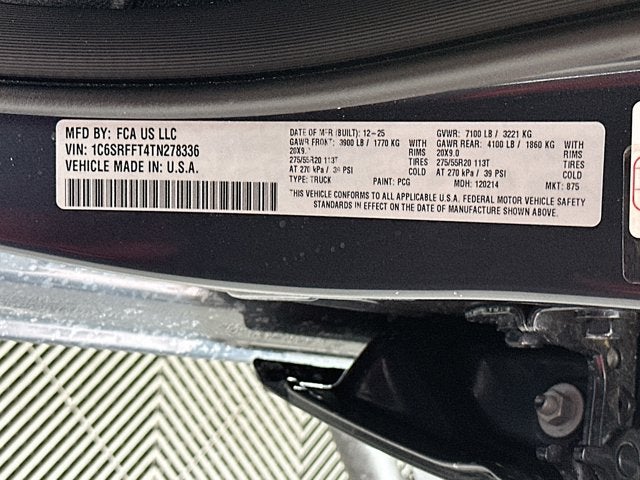 MFD BY: FCA US LLC
VIN: 1C6SRFFT4TN278336
VEHICLE MADE IN: U.S.A.
DATE OF MFR (BUILT): 12-25 GVWR: 7100 LB / 3221 KG
GAWR FRONT: 3900 LB / 1770 KG WITH GAWR REAR: 4100 LB / 1860 KG WITH
20X9. RIMS 20X9.0 RIMS
275/55R20 113T TIRES 275/55R20 113T TIRES
AT 270 kPa / 39 PSI COLD AT 270 kPa / 39 PSI COLD
TYPE: TRUCK PAINT: PCG MDH: 120214 MKT: 875
THIS VEHICLE CONFORMS TO ALL APPLICABLE U.S.A. FEDERAL MOTOR VEHICLE SAFETY
STANDARDS IN EFFECT ON THE DATE OF MANUFACTURE SHOWN ABOVE.